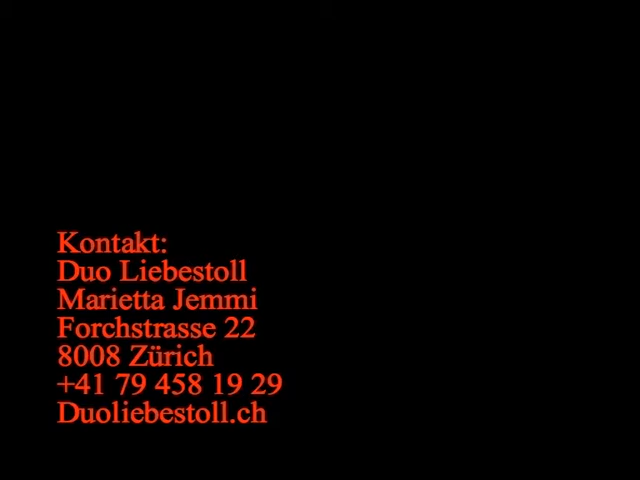 Kontakt:
Duo Liebestoll
Marietta Jemmi
Forchstrasse 22
8008 Zürich
+41 79 458 19 29
Duoliebestoll.ch